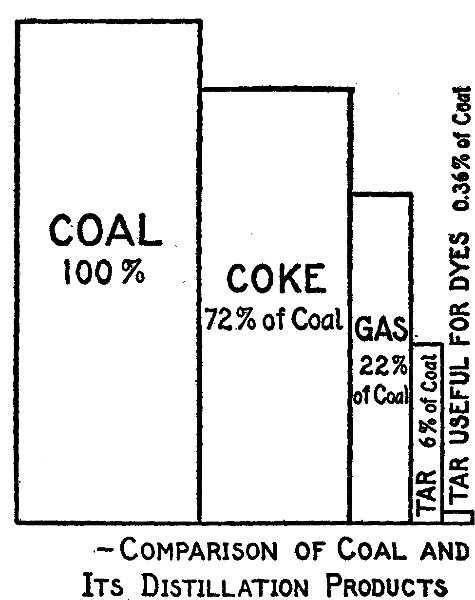 COAL
100%
COKE
72% of Coal
GAS
22%
of Coal
TAR 6% of Coal
TAR USEFUL FOR DYES 0.36% of Coal
~COMPARISON OF COAL AND
ITS DISTILLATION PRODUCTS